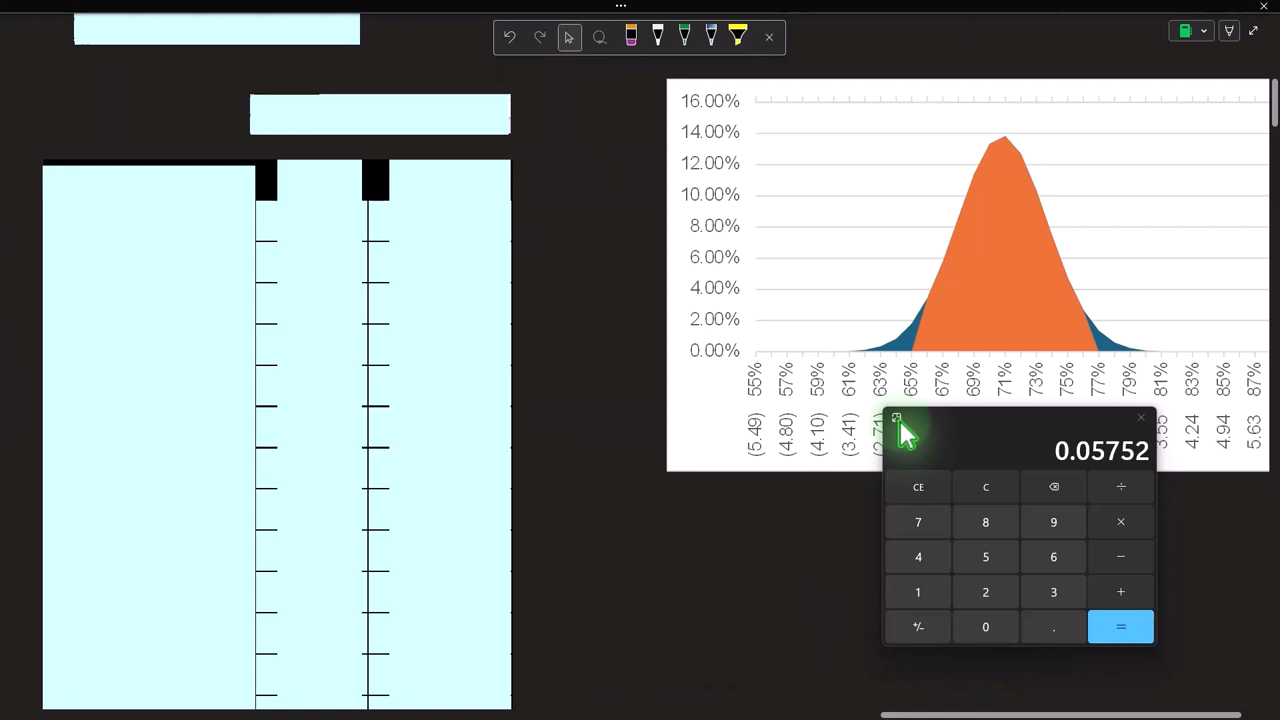 16.00%
14.00%
12.00%
10.00%
8.00%
6.00%
4.00%
2.00%
0.00%
55% 57% 59% 61% 63% 65% 67% 69% 71% 73% 75% 77% 79% 81% 83% 85% 87%
(5.49) (4.80) (4.10) (3.41) 4.24 4.94 5.63
0.05752
CE C ÷
7 8 9 ×
4 5 6 −
1 2 3 +
+/− 0 . =